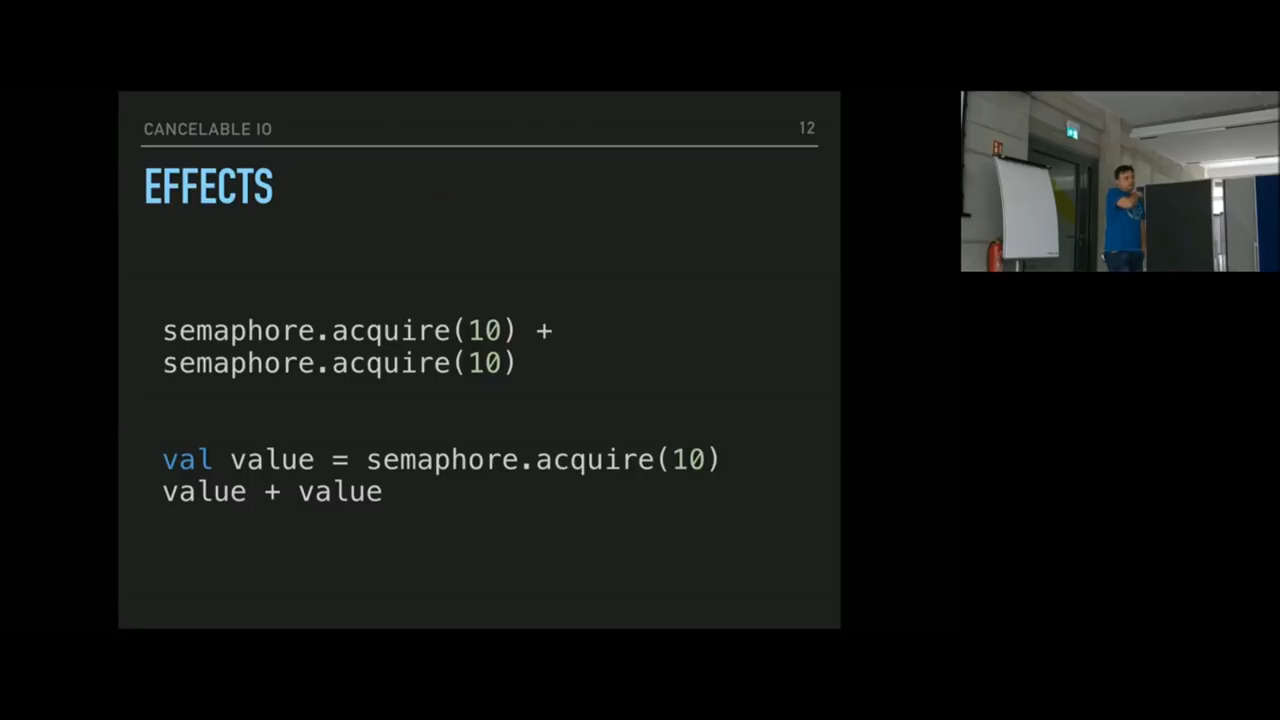 CANCELABLE IO
12
EFFECTS
semaphore.acquire(10) +
semaphore.acquire(10)
val value = semaphore.acquire(10)
value + value